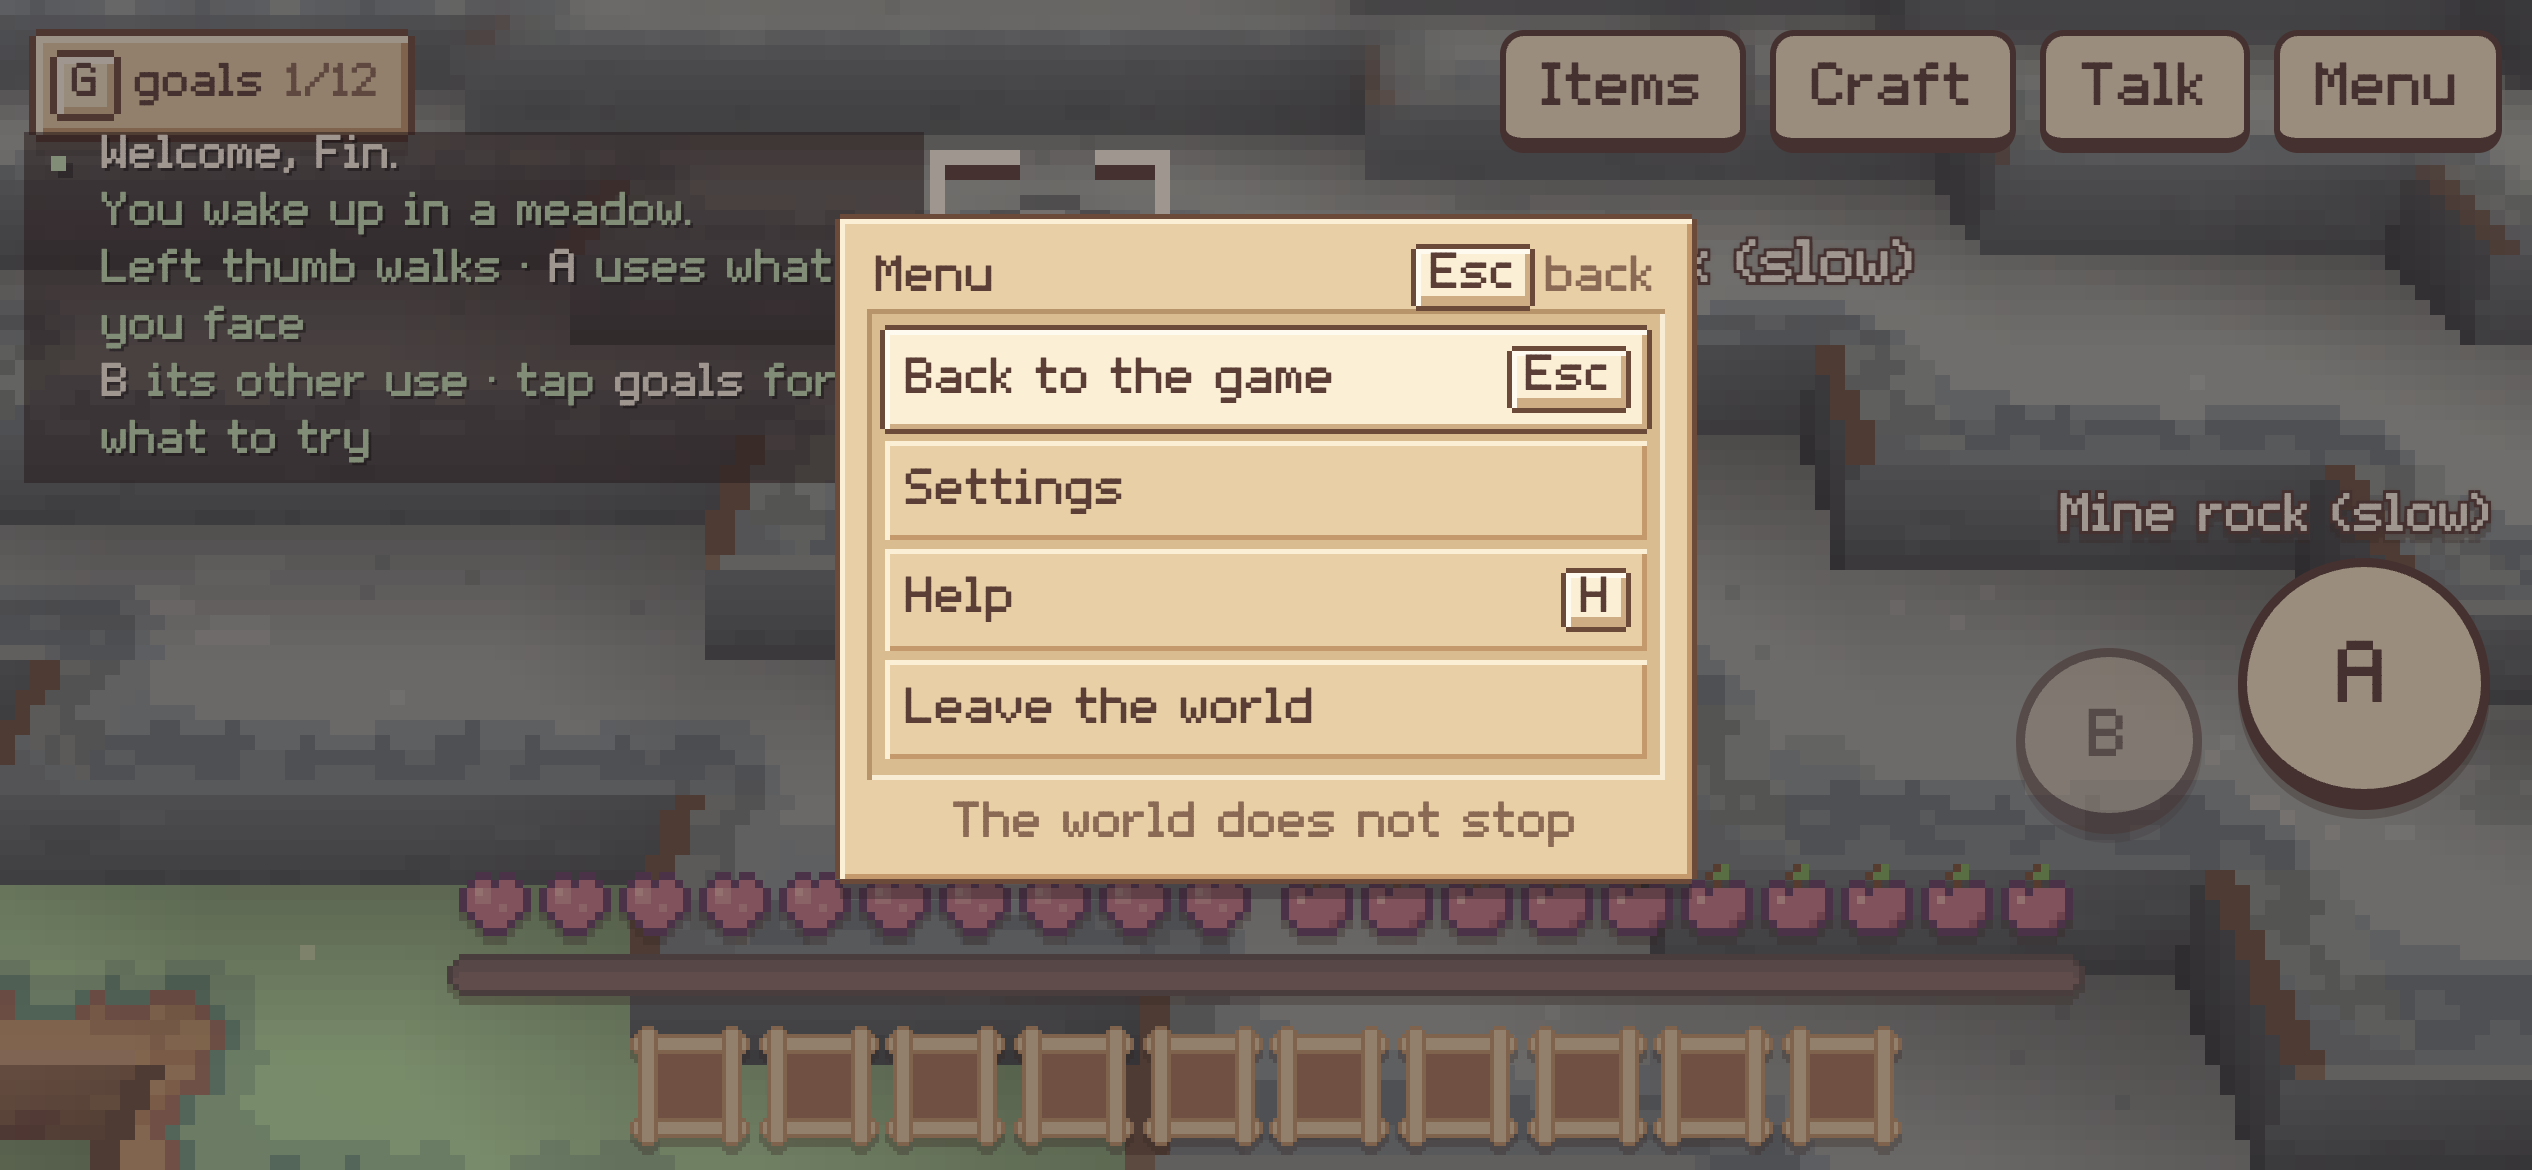 G goals 1/12
Items
Craft
Talk
Menu
Welcome, Fin.
You wake up in a meadow.
Left thumb walks · A uses what
you face
B its other use · tap goals for
what to try
Menu
Esc back
Back to the game Esc
Settings
Help H
Leave the world
The world does not stop
(slow)
Mine rock (slow)
B
A